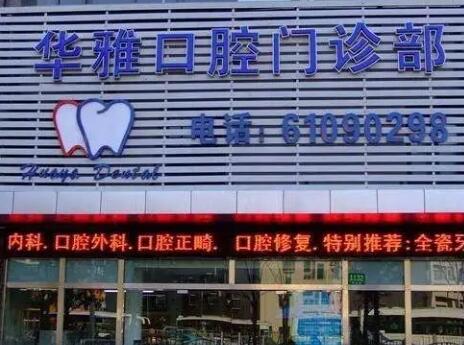 华雅口腔门诊部
电话:61090298
Huaya Dental
内科.口腔外科.口腔正畸. 口腔修复.特别推荐:全瓷牙
1132